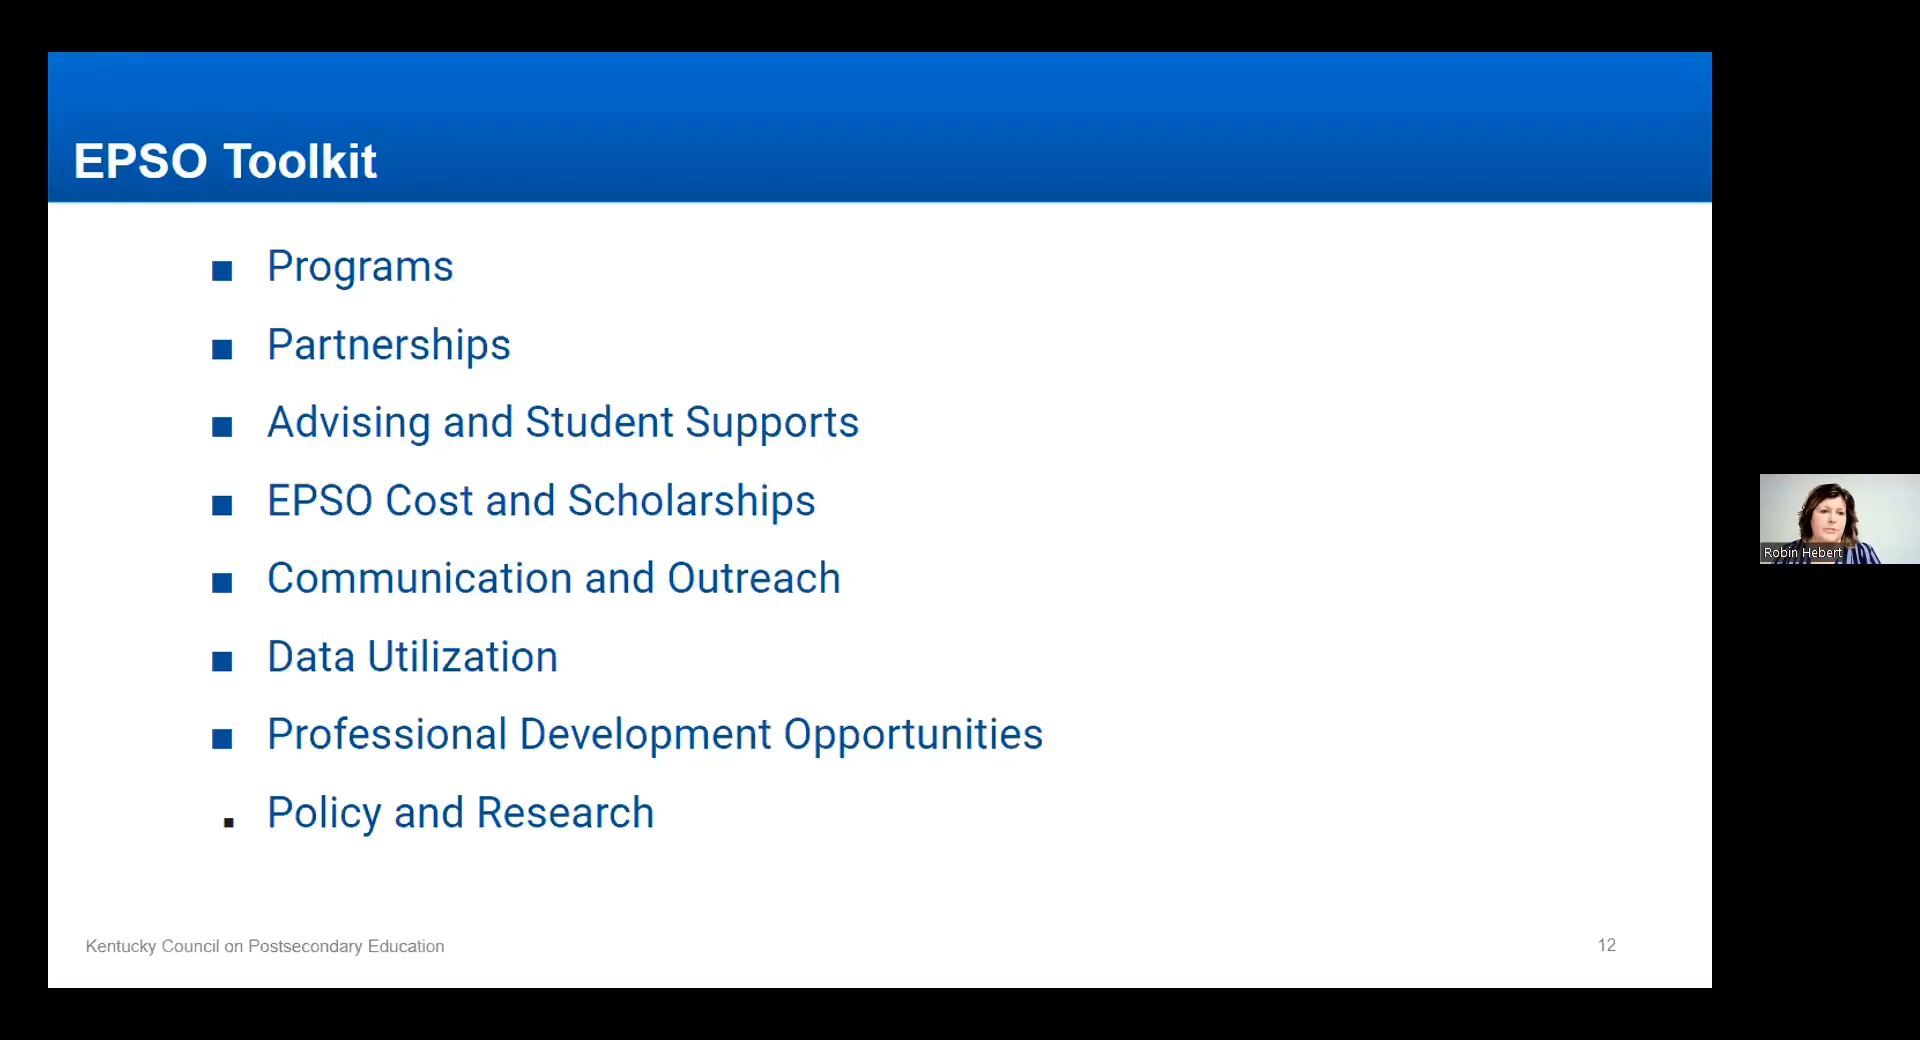 EPSO Toolkit
Programs
Partnerships
Advising and Student Supports
EPSO Cost and Scholarships
Communication and Outreach
Data Utilization
Professional Development Opportunities
Policy and Research
Kentucky Council on Postsecondary Education
12
Robin Hebert